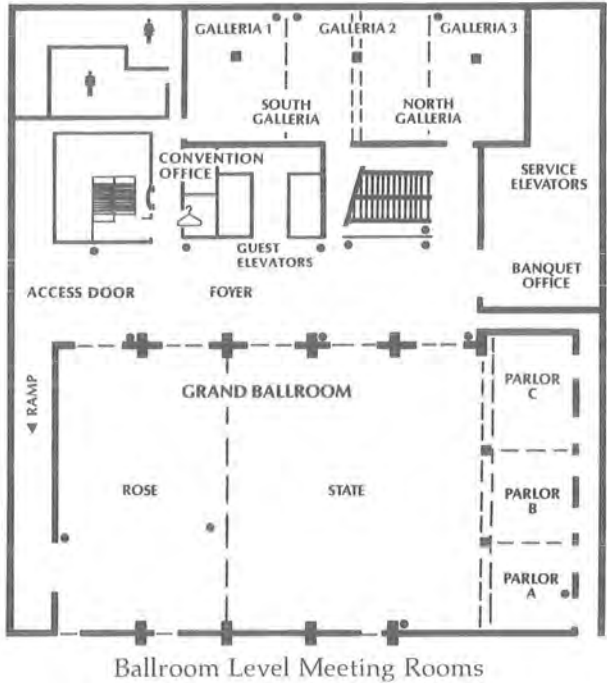 GALLERIA 1
GALLERIA 2
GALLERIA 3
SOUTH
GALLERIA
NORTH
GALLERIA
CONVENTION
OFFICE
SERVICE
ELEVATORS
GUEST
ELEVATORS
BANQUET
OFFICE
ACCESS DOOR
FOYER
RAMP
GRAND BALLROOM
PARLOR
C
ROSE
STATE
PARLOR
B
PARLOR
A
Ballroom Level Meeting Rooms